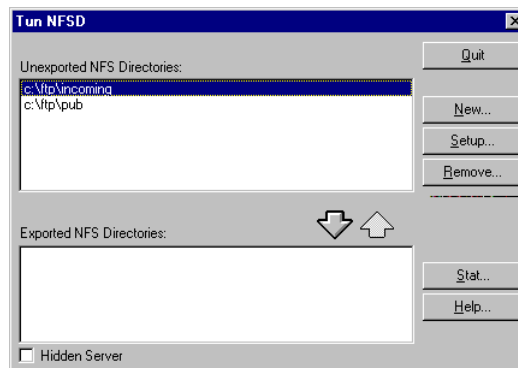 Tun NFSD
Unexported NFS Directories:
c:\ftp\incoming
c:\ftp\pub
Quit
New...
Setup...
Remove...
Exported NFS Directories:
Stat...
Help...
Hidden Server